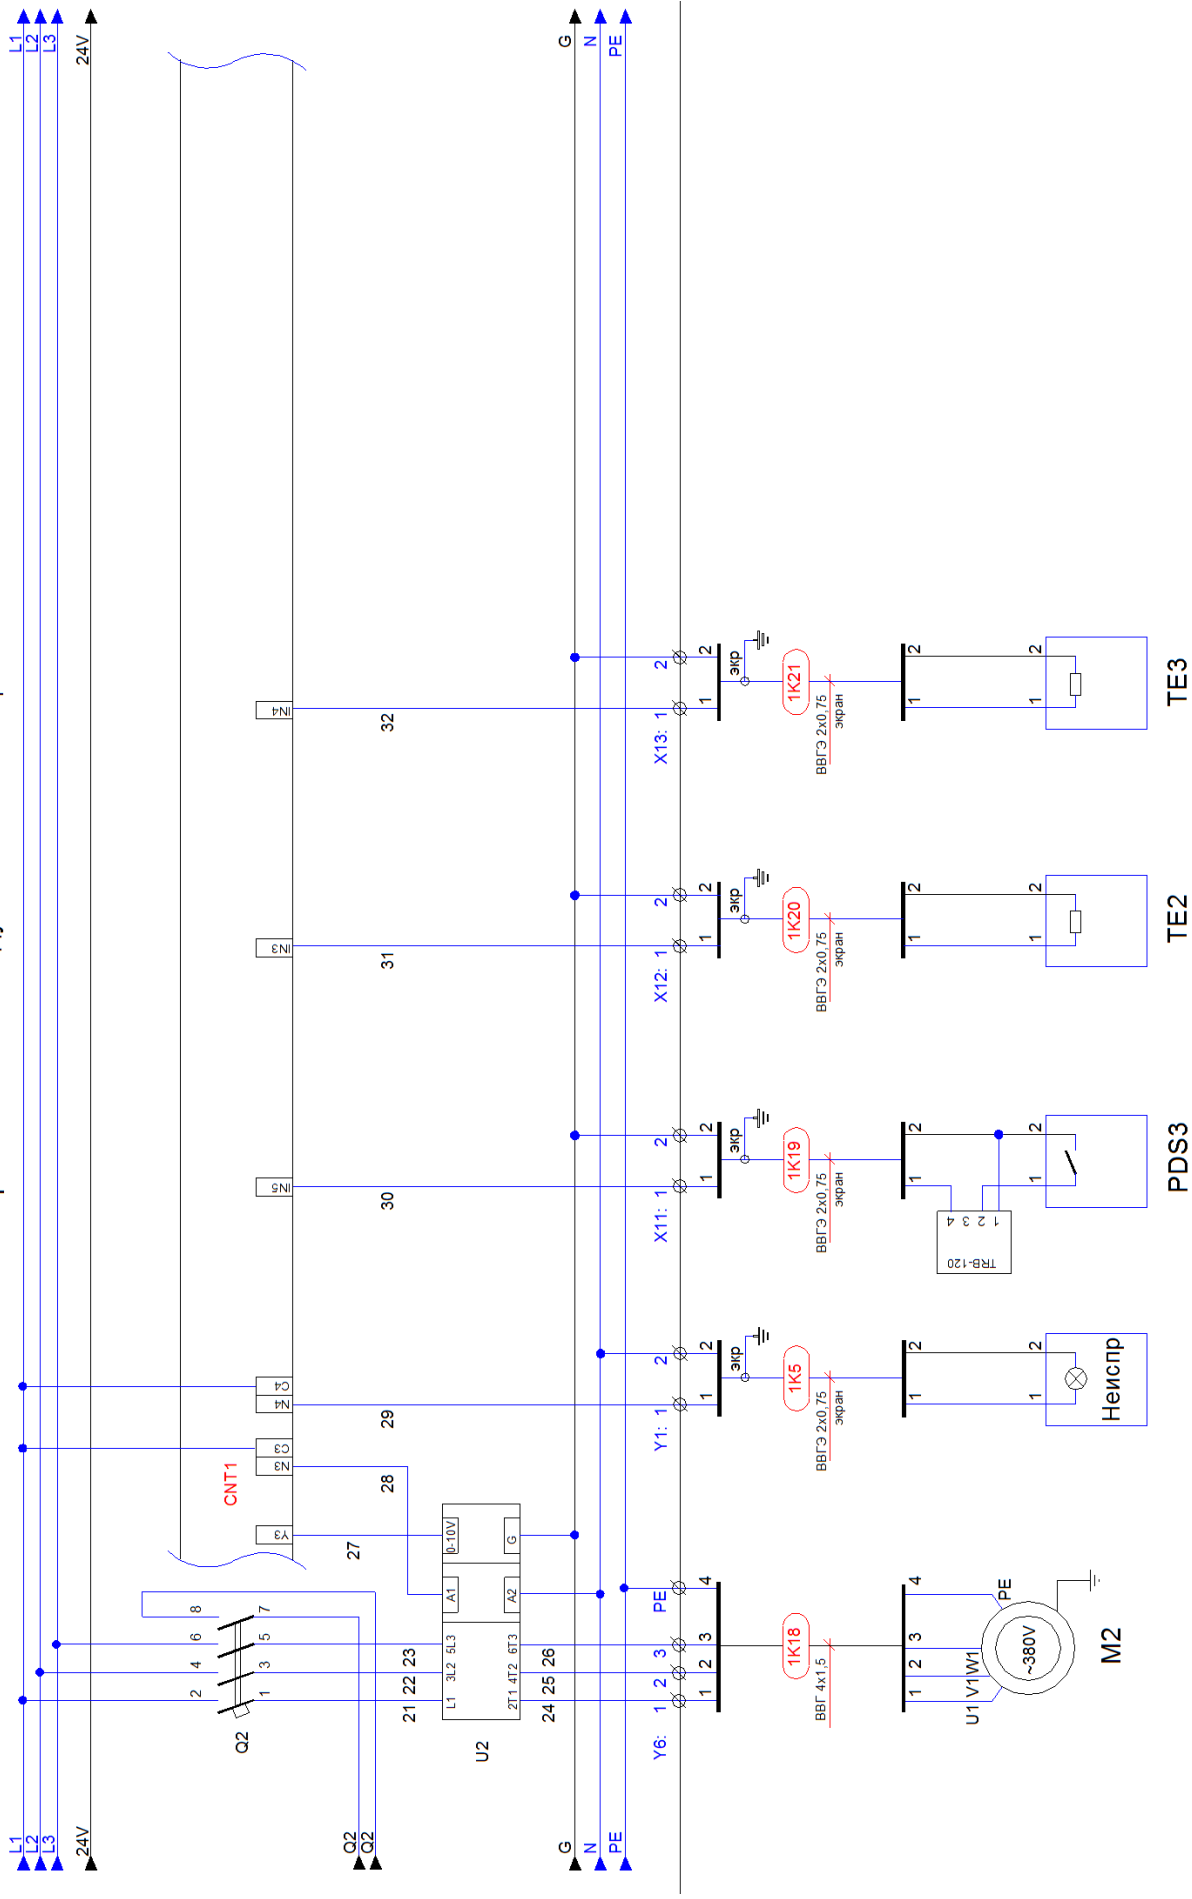 L1 L1
L2 L2
L3 L3
24V 24V
2 4 6 8
CNT1
Q2 1 3 5 7 Y3 N3 C3 N4 C4 IN5 IN3 IN4
Q2 27
Q2 28 29 30 31 32
21 22 23
L1 3L2 5L3 A1 0-10V
U2
2T1 4T2 6T3 A2 G
24 25 26
G G
N N
PE PE
Y6: 1 2 3 PE Y1: 1 2 X11: 1 2 X12: 1 2 X13: 1 2
1 2 3 4 1 2 1 2 1 2 1 2
экр экр экр экр
1K18 1K5 1K19 1K20 1K21
ВВГ 4х1,5 ВВГЭ 2х0,75 ВВГЭ 2х0,75 ВВГЭ 2х0,75 ВВГЭ 2х0,75
экран экран экран экран
1 2 3 4 1 2 1 2 1 2 1 2
TRB-120 4 3 2 1
U1 V1 W1 PE
~380V 1 2 1 2 1 2 1 2
M2 Неиспр
PDS3 TE2 TE3